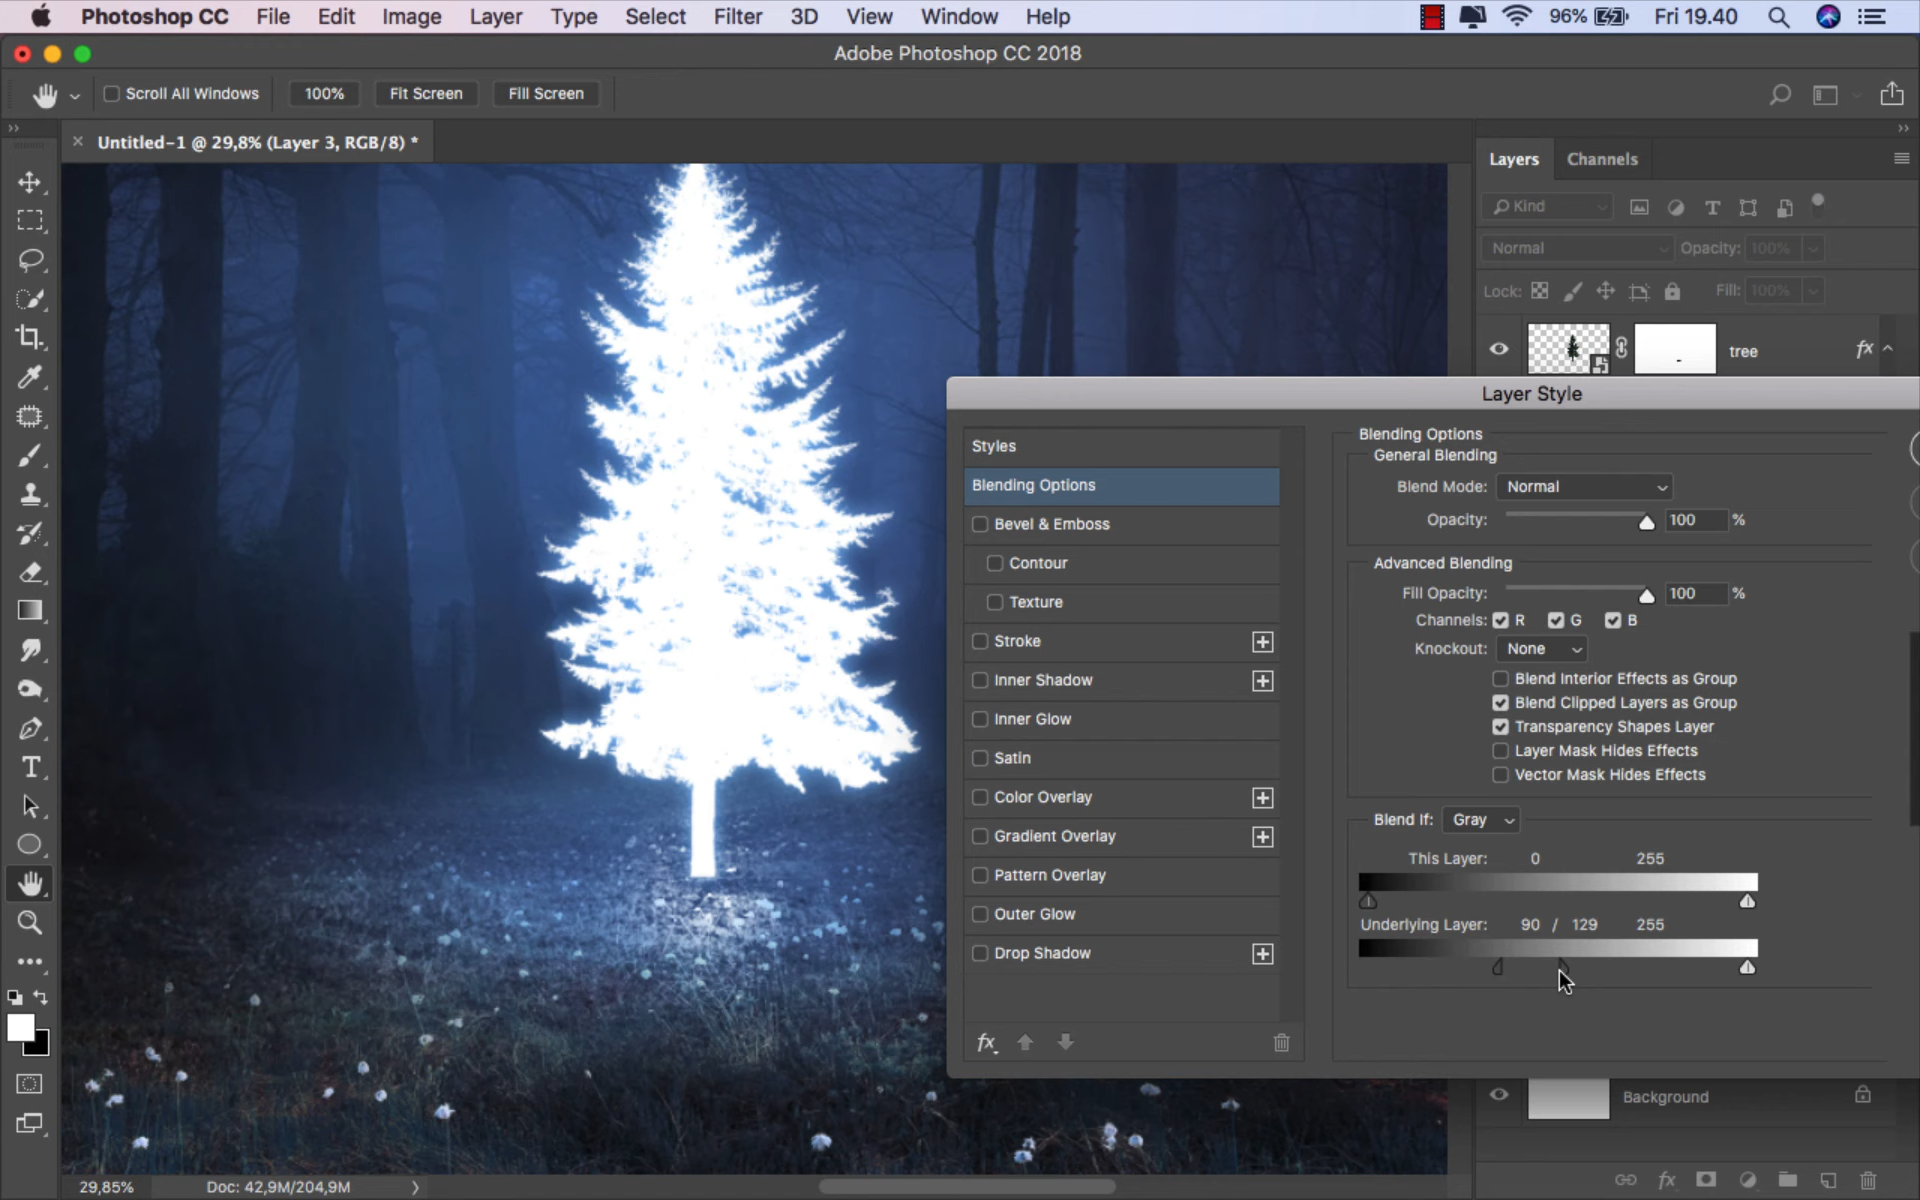 Photoshop CC File Edit Image Layer Type Select Filter 3D View Window Help 96% Fri 19.40
Adobe Photoshop CC 2018
Scroll All Windows 100% Fit Screen Fill Screen
Untitled-1 @ 29,8% (Layer 3, RGB/8) *
Layers Channels
Kind
Normal Opacity: 100%
Lock: Fill: 100%
tree fx
Layer Style
Styles
Blending Options
Bevel & Emboss
Contour
Texture
Stroke
Inner Shadow
Inner Glow
Satin
Color Overlay
Gradient Overlay
Pattern Overlay
Outer Glow
Drop Shadow
fx
Blending Options
General Blending
Blend Mode: Normal
Opacity: 100 %
Advanced Blending
Fill Opacity: 100 %
Channels: R G B
Knockout: None
Blend Interior Effects as Group
Blend Clipped Layers as Group
Transparency Shapes Layer
Layer Mask Hides Effects
Vector Mask Hides Effects
Blend If: Gray
This Layer: 0 255
Underlying Layer: 90 / 129 255
Background
29,85% Doc: 42,9M/204,9M
fx